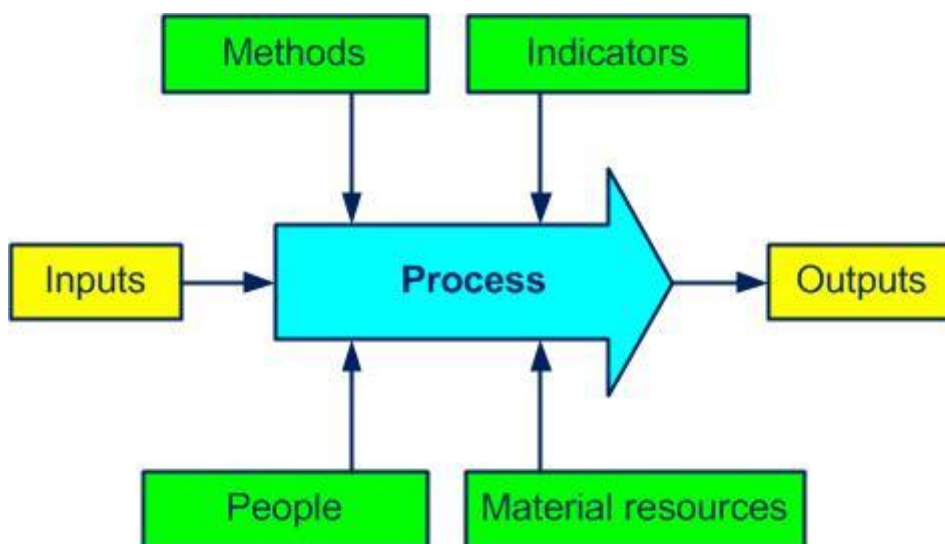 Methods
Indicators
Inputs
Process
Outputs
People
Material resources